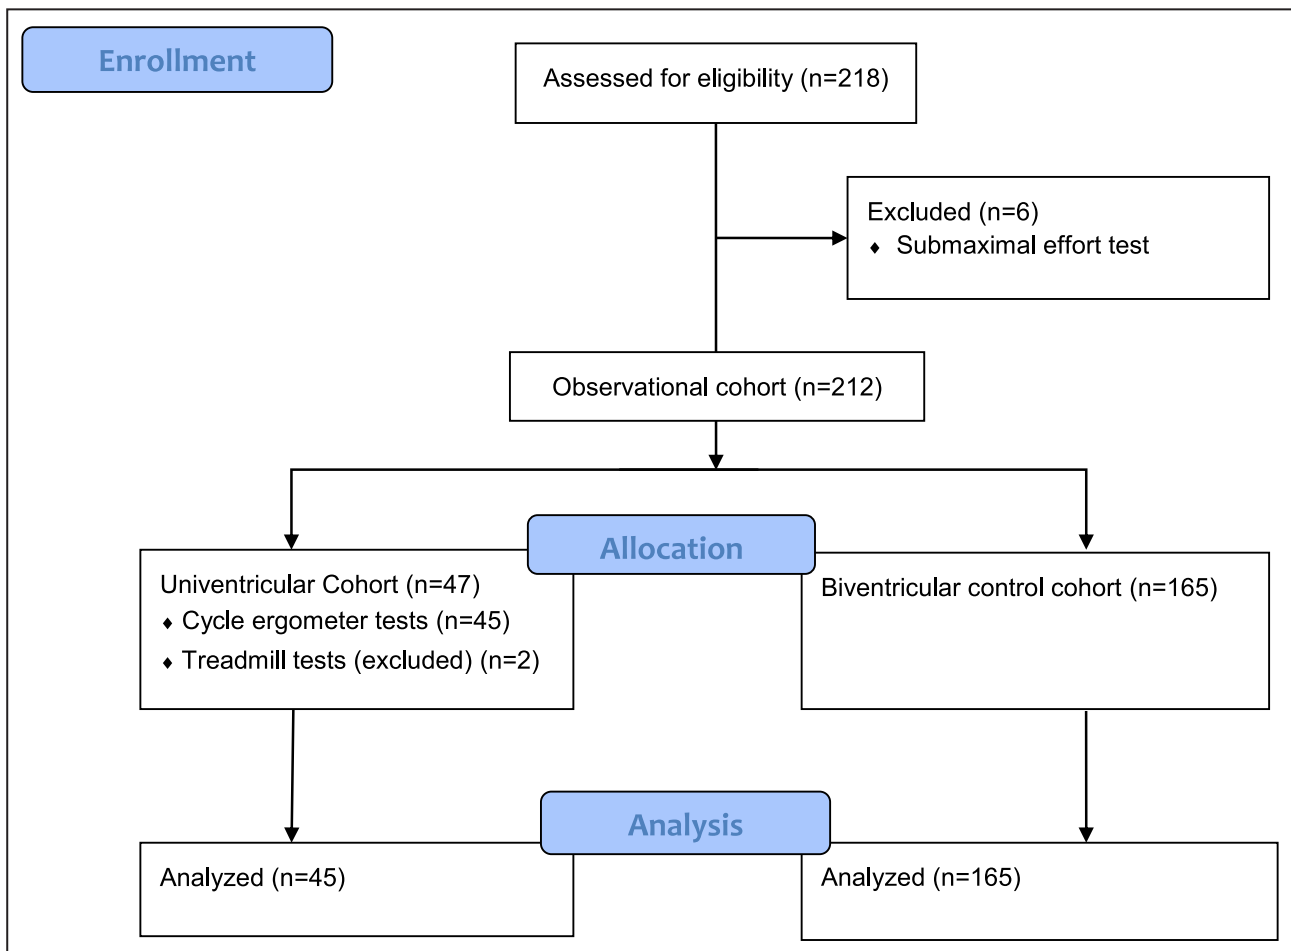 Enrollment
Assessed for eligibility (n=218)
Excluded (n=6)
♦ Submaximal effort test
Observational cohort (n=212)
Allocation
Univentricular Cohort (n=47)
♦ Cycle ergometer tests (n=45)
♦ Treadmill tests (excluded) (n=2)
Biventricular control cohort (n=165)
Analysis
Analyzed (n=45)
Analyzed (n=165)